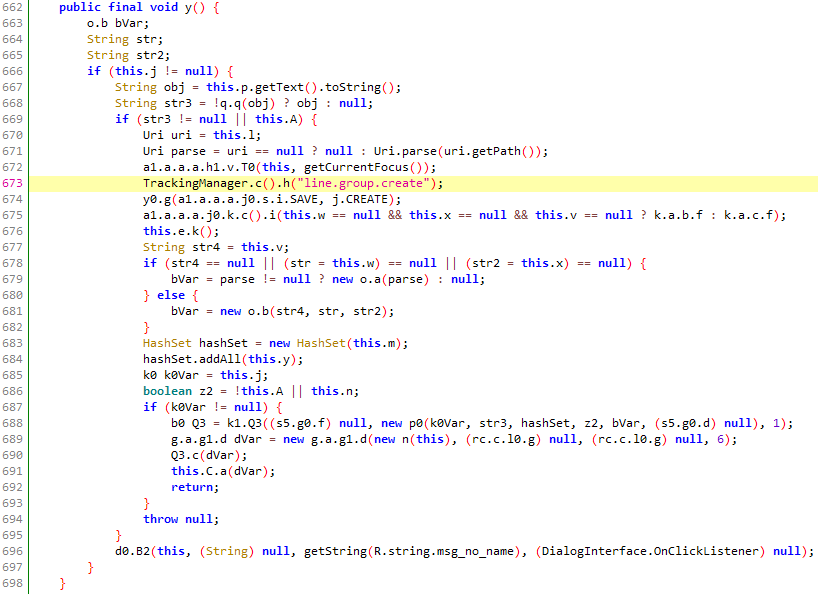 662 public final void y() {
663 o.b bVar;
664 String str;
665 String str2;
666 if (this.j != null) {
667 String obj = this.p.getText().toString();
668 String str3 = !q.q(obj) ? obj : null;
669 if (str3 != null || this.A) {
670 Uri uri = this.l;
671 Uri parse = uri == null ? null : Uri.parse(uri.getPath());
672 a1.a.a.a.h1.v.T0(this, getCurrentFocus());
673 TrackingManager.c().h("line.group.create");
674 y0.g(a1.a.a.a.j0.s.i.SAVE, j.CREATE);
675 a1.a.a.a.j0.k.c().i(this.w == null && this.x == null && this.v == null ? k.a.b.f : k.a.c.f);
676 this.e.k();
677 String str4 = this.v;
678 if (str4 == null || (str = this.w) == null || (str2 = this.x) == null) {
679 bVar = parse != null ? new o.a(parse) : null;
680 } else {
681 bVar = new o.b(str4, str, str2);
682 }
683 HashSet hashSet = new HashSet(this.m);
684 hashSet.addAll(this.y);
685 k0 k0Var = this.j;
686 boolean z2 = !this.A || this.n;
687 if (k0Var != null) {
688 b0 Q3 = k1.Q3((s5.g0.f) null, new p0(k0Var, str3, hashSet, z2, bVar, (s5.g0.d) null), 1);
689 g.a.g1.d dVar = new g.a.g1.d(new n(this), (rc.c.l0.g) null, (rc.c.l0.g) null, 6);
690 Q3.c(dVar);
691 this.C.a(dVar);
692 return;
693 }
694 throw null;
695 }
696 d0.B2(this, (String) null, getString(R.string.msg_no_name), (DialogInterface.OnClickListener) null);
697 }
698 }